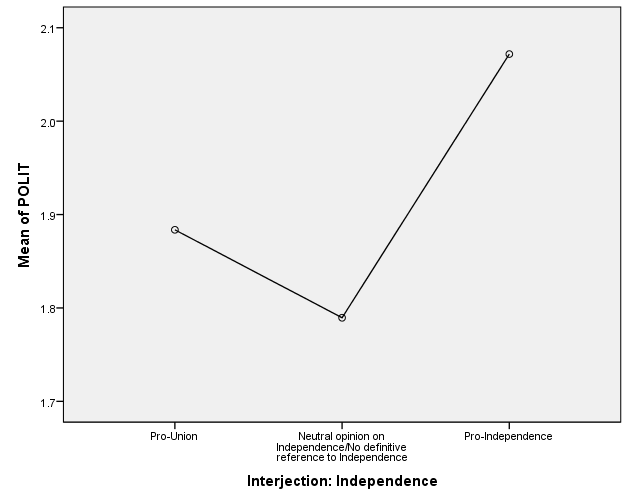 2.1
2.0
1.9
1.8
1.7
Mean of POLIT
Pro-Union
Neutral opinion on
Independence/No definitive
reference to Independence
Pro-Independence
Interjection: Independence